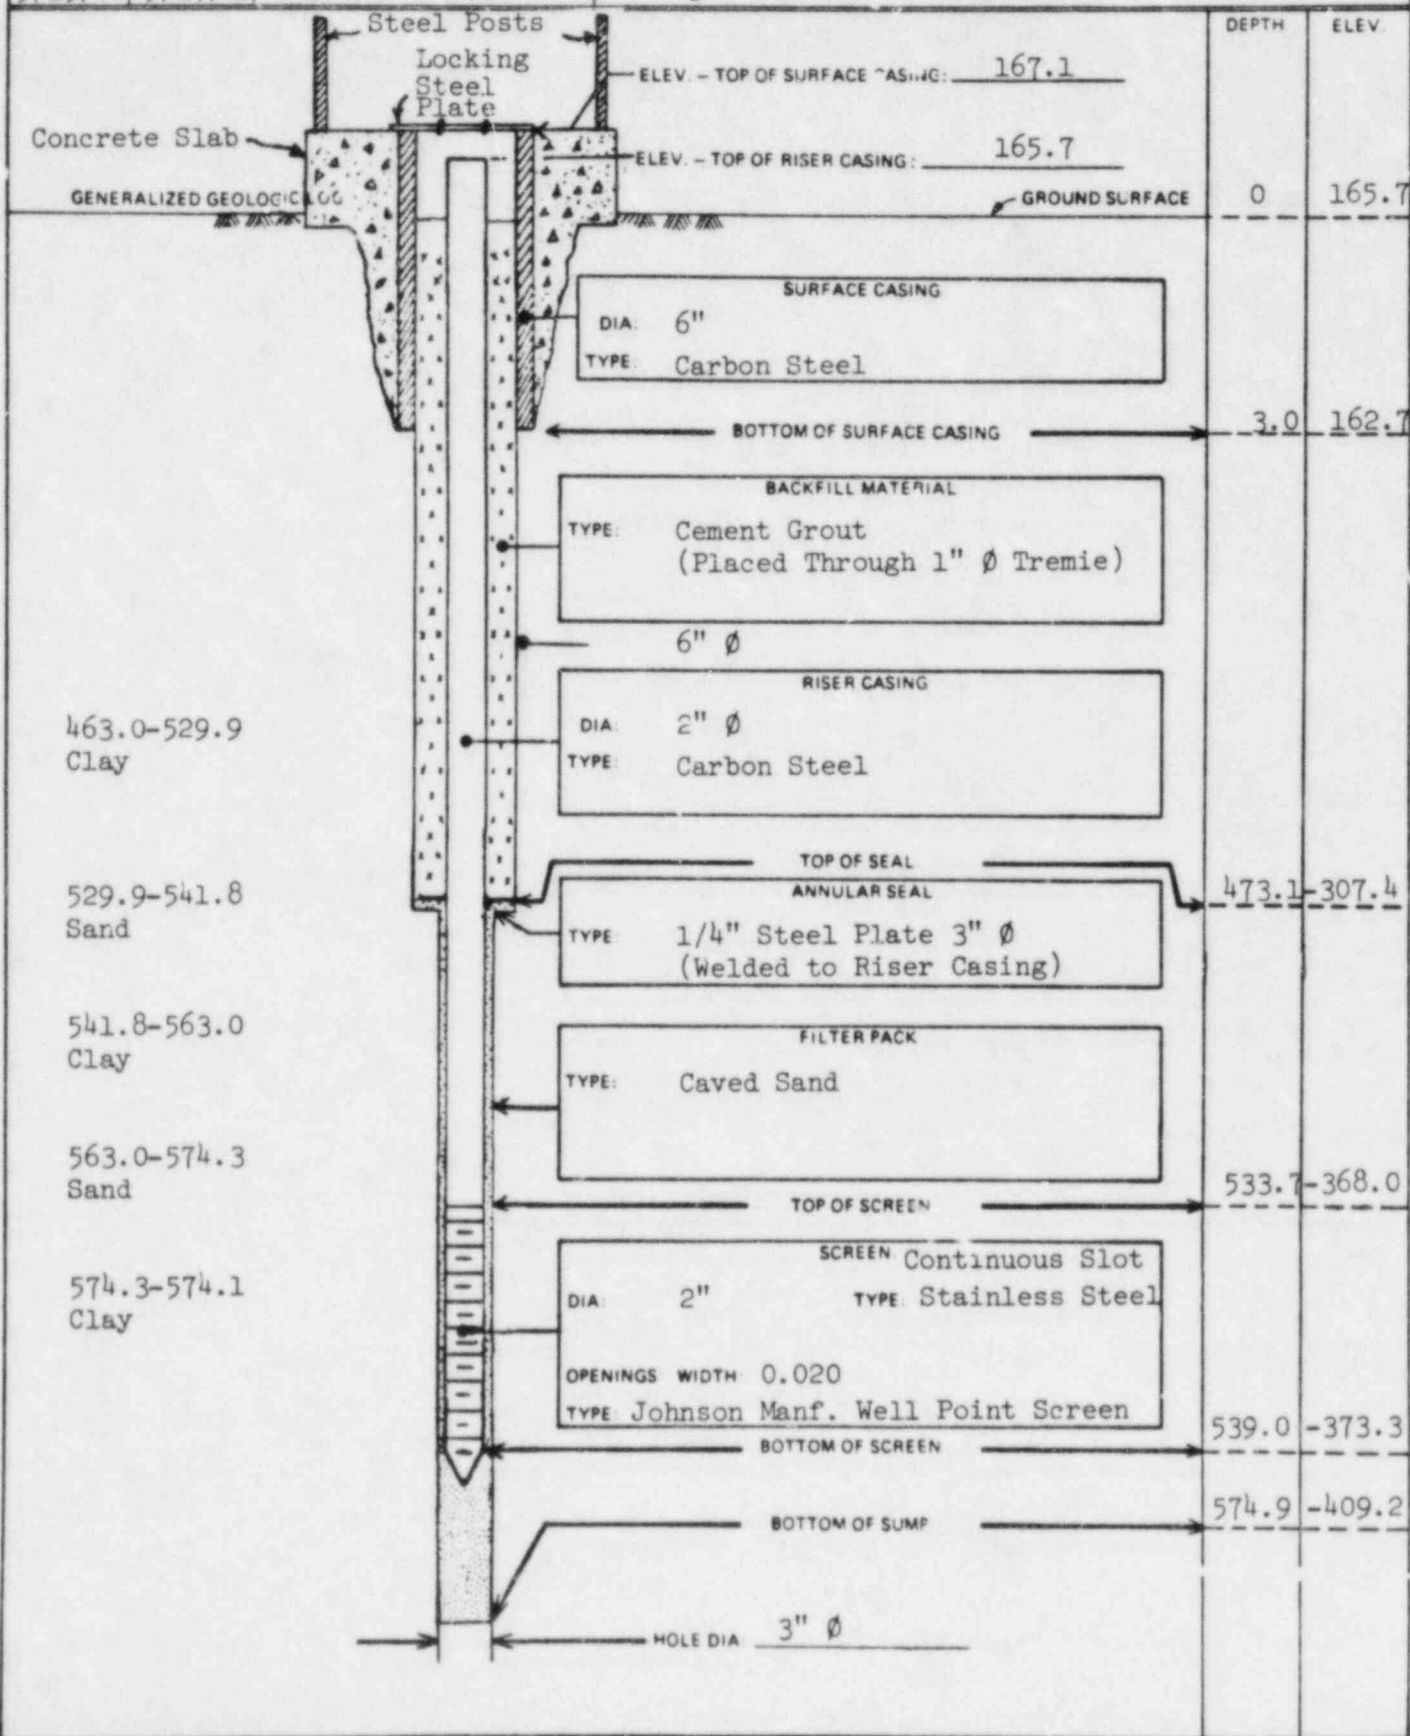 DEPTH ELEV.
Steel Posts
Locking
Steel
Plate
ELEV. - TOP OF SURFACE CASING: 167.1
Concrete Slab
ELEV. - TOP OF RISER CASING: 165.7
GENERALIZED GEOLOGIC LOG
GROUND SURFACE 0 165.7
SURFACE CASING
DIA: 6"
TYPE: Carbon Steel
BOTTOM OF SURFACE CASING 3.0 162.7
BACKFILL MATERIAL
TYPE: Cement Grout
(Placed Through 1" Ø Tremie)
6" Ø
RISER CASING
DIA: 2" Ø
TYPE: Carbon Steel
463.0-529.9
Clay
TOP OF SEAL 473.1 -307.4
ANNULAR SEAL
TYPE 1/4" Steel Plate 3" Ø
(Welded to Riser Casing)
529.9-541.8
Sand
541.8-563.0
Clay
FILTER PACK
TYPE: Caved Sand
563.0-574.3
Sand
TOP OF SCREEN 533.7 -368.0
SCREEN Continuous Slot
DIA: 2" TYPE: Stainless Steel
OPENINGS WIDTH 0.020
TYPE: Johnson Manf. Well Point Screen
574.3-574.1
Clay
BOTTOM OF SCREEN 539.0 -373.3
BOTTOM OF SUMP 574.9 -409.2
HOLE DIA 3" Ø